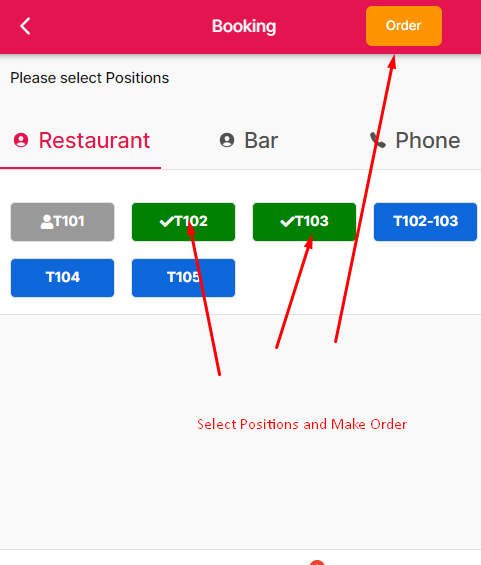 Booking
Order
Please select Positions
Restaurant
Bar
Phone
T101
T102
T103
T102-103
T104
T105
Select Positions and Make Order